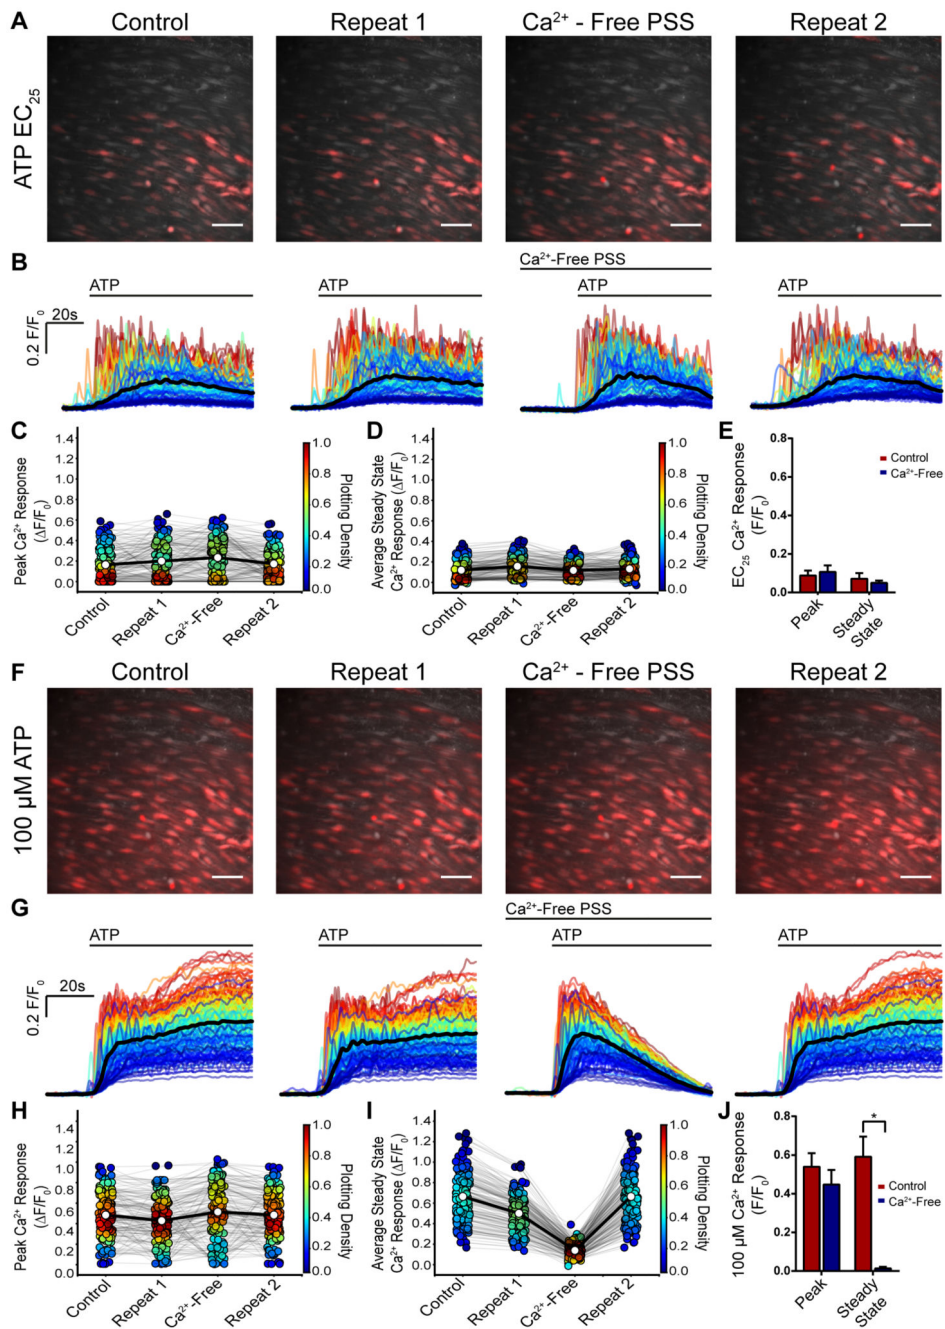 A Control Repeat 1 Ca²⁺ - Free PSS Repeat 2
ATP EC₂₅
B
Ca²⁺-Free PSS
ATP ATP ATP ATP
20s
0.2 F/F₀
C
Peak Ca²⁺ Response
(ΔF/F₀)
1.4
1.2
1.0
0.8
0.6
0.4
0.2
0.0
Control Repeat 1 Ca²⁺-Free Repeat 2
1.0
0.8
0.6
0.4
0.2
0.0
Plotting Density
D
Average Steady State
Ca²⁺ Response (ΔF/F₀)
1.4
1.2
1.0
0.8
0.6
0.4
0.2
0.0
Control Repeat 1 Ca²⁺-Free Repeat 2
1.0
0.8
0.6
0.4
0.2
0.0
Plotting Density
E
EC₂₅ Ca²⁺ Response
(F/F₀)
0.8
0.6
0.4
0.2
0.0
Control
Ca²⁺-Free
Peak Steady
State
F Control Repeat 1 Ca²⁺ - Free PSS Repeat 2
100 µM ATP
G
Ca²⁺-Free PSS
ATP ATP ATP ATP
20s
0.2 F/F₀
H
Peak Ca²⁺ Response
(ΔF/F₀)
1.4
1.2
1.0
0.8
0.6
0.4
0.2
0.0
Control Repeat 1 Ca²⁺-Free Repeat 2
1.0
0.8
0.6
0.4
0.2
0.0
Plotting Density
I
Average Steady State
Ca²⁺ Response (ΔF/F₀)
1.4
1.2
1.0
0.8
0.6
0.4
0.2
0.0
Control Repeat 1 Ca²⁺-Free Repeat 2
1.0
0.8
0.6
0.4
0.2
0.0
Plotting Density
J
100 µM Ca²⁺ Response
(F/F₀)
0.8
0.6
0.4
0.2
0.0
*
Control
Ca²⁺-Free
Peak Steady
State